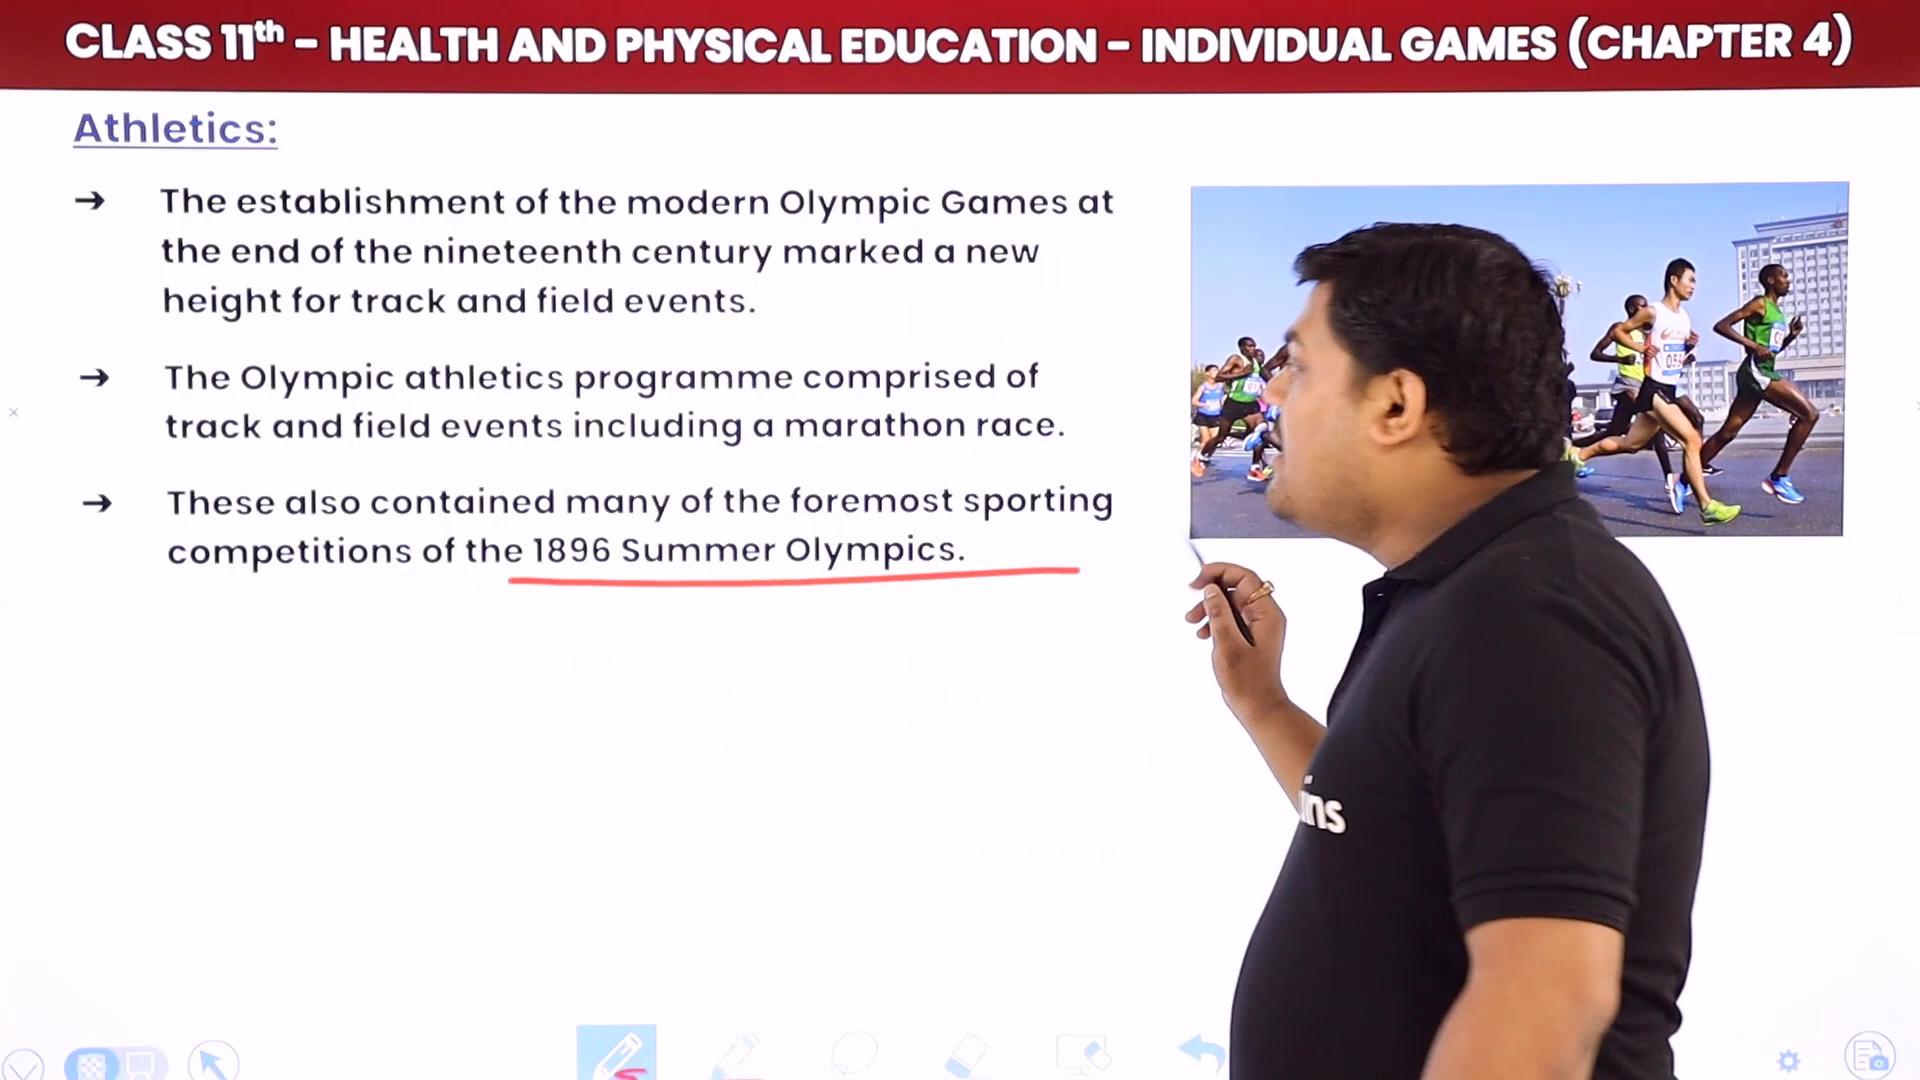 CLASS 11th – HEALTH AND PHYSICAL EDUCATION – INDIVIDUAL GAMES (CHAPTER 4)
Athletics:
→ The establishment of the modern Olympic Games at
the end of the nineteenth century marked a new
height for track and field events.
→ The Olympic athletics programme comprised of
track and field events including a marathon race.
→ These also contained many of the foremost sporting
competitions of the 1896 Summer Olympics.